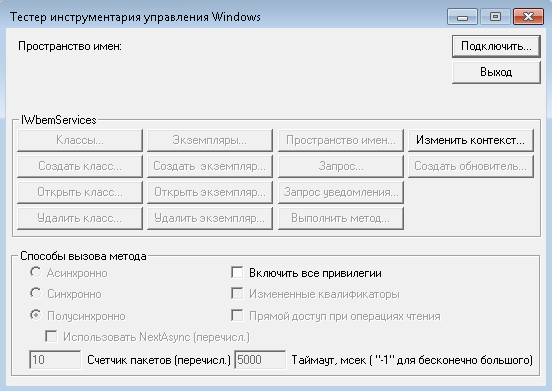 Тестер инструментария управления Windows
Пространство имен:
Подключить...
Выход
IWbemServices
Классы... Экземпляры... Пространство имен... Изменить контекст...
Создать класс... Создать экземпляр... Запрос... Создать обновитель...
Открыть класс... Открыть экземпляр... Запрос уведомления...
Удалить класс... Удалить экземпляр... Выполнить метод...
Способы вызова метода
Асинхронно Включить все привилегии
Синхронно Измененные квалификаторы
Полусинхронно Прямой доступ при операциях чтения
Использовать NextAsync (перечисл.)
10 Счетчик пакетов (перечисл.) 5000 Таймаут, мсек ( "-1" для бесконечно большого)